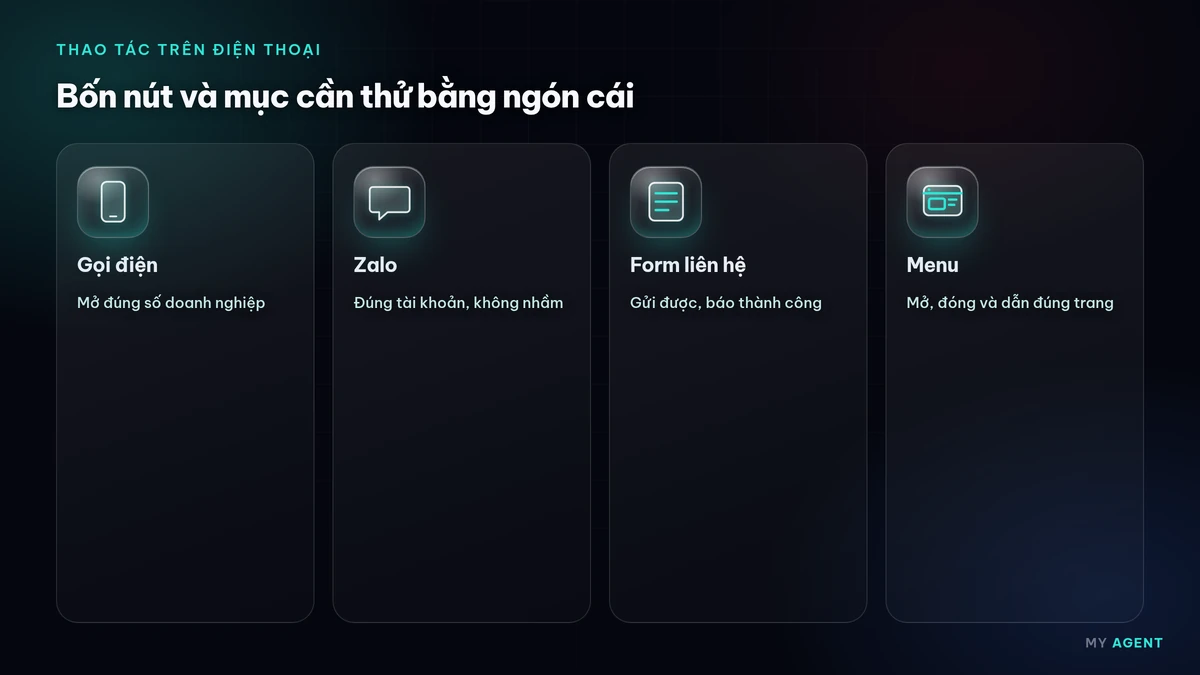 THAO TÁC TRÊN ĐIỆN THOẠI
Bốn nút và mục cần thử bằng ngón cái
Gọi điện
Mở đúng số doanh nghiệp
Zalo
Đúng tài khoản, không nhầm
Form liên hệ
Gửi được, báo thành công
Menu
Mở, đóng và dẫn đúng trang
MY AGENT